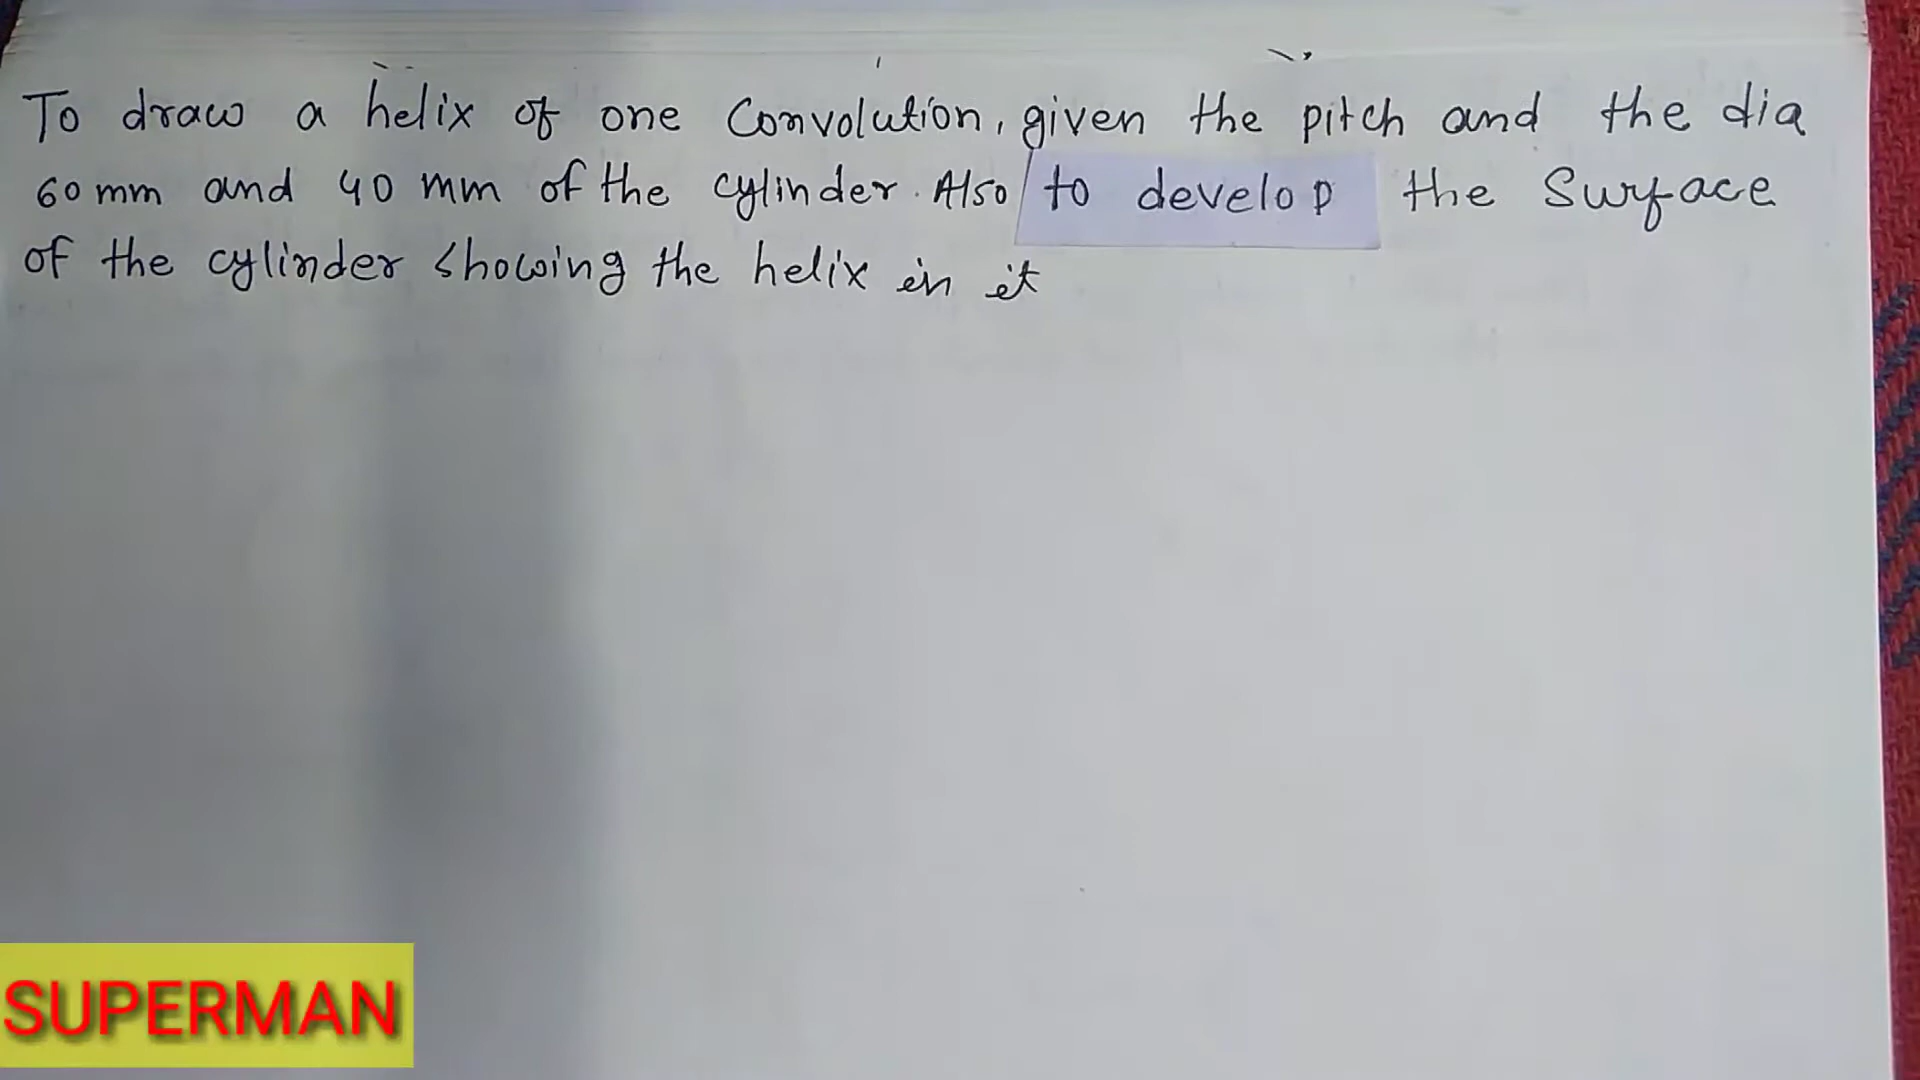 To draw a helix of one Convolution, given the pitch and the dia
60 mm and 40 mm of the cylinder. Also to develop the Surface
of the cylinder showing the helix in it
SUPERMAN